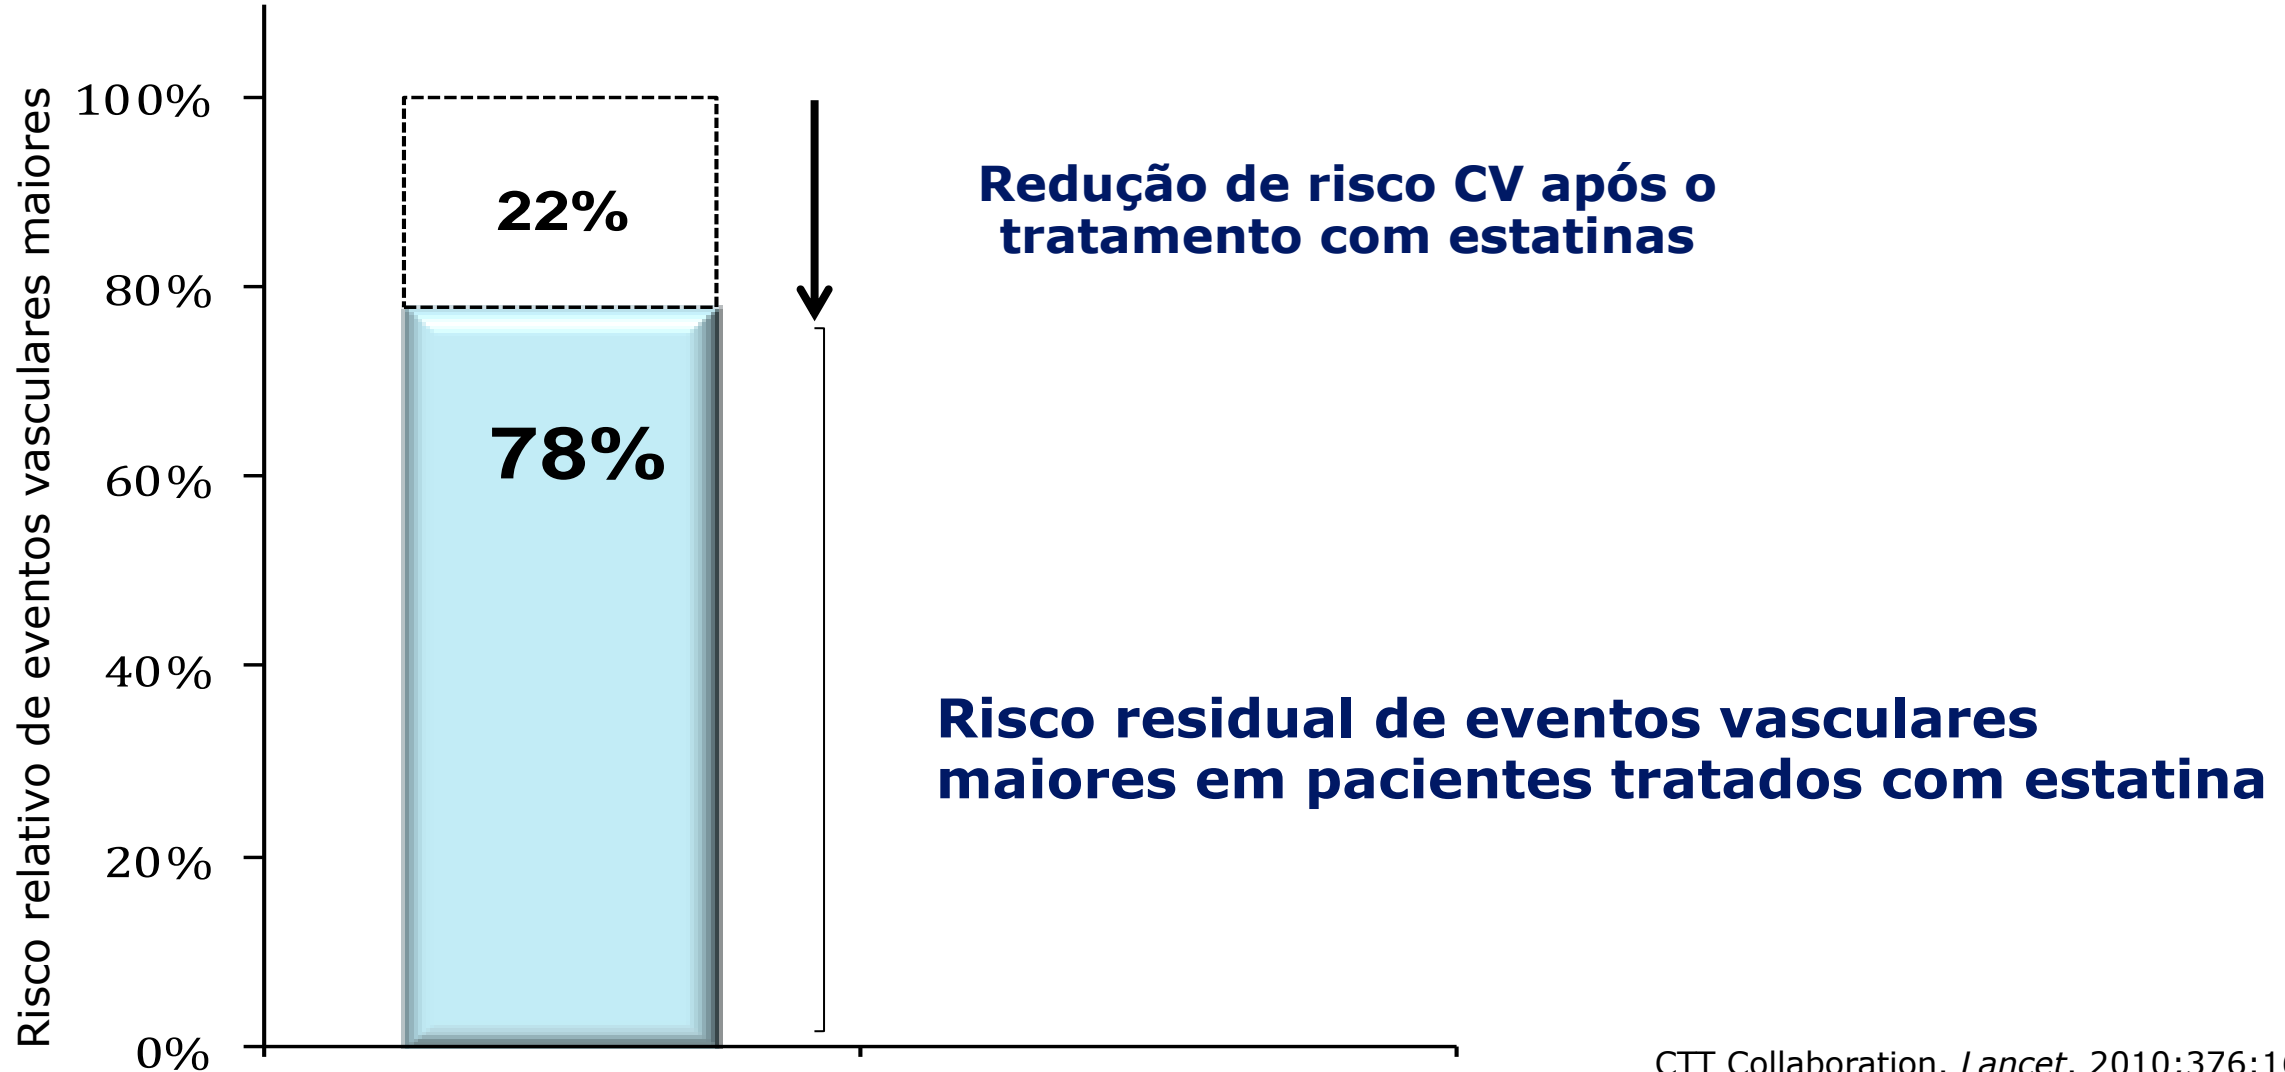 Risco relativo de eventos vasculares maiores
100%
80%
60%
40%
20%
0%
22%
78%
Redução de risco CV após o
tratamento com estatinas
Risco residual de eventos vasculares
maiores em pacientes tratados com estatina
CTT Collaboration. Lancet. 2010;376:16